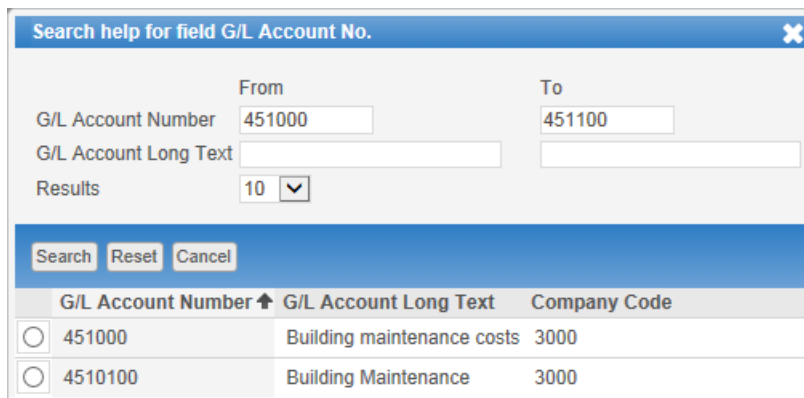 Search help for field G/L Account No.
From To
G/L Account Number 451000 451100
G/L Account Long Text
Results 10
Search Reset Cancel
G/L Account Number G/L Account Long Text Company Code
451000 Building maintenance costs 3000
4510100 Building Maintenance 3000